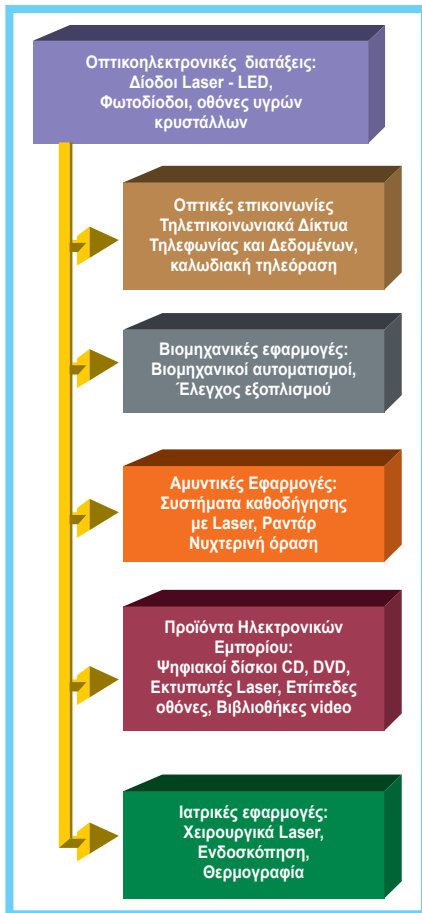 Οπτικοηλεκτρονικές διατάξεις:
Δίοδοι Laser - LED,
Φωτοδίοδοι, οθόνες υγρών
κρυστάλλων
Οπτικές επικοινωνίες
Τηλεπικοινωνιακά Δίκτυα
Τηλεφωνίας και Δεδομένων,
καλωδιακή τηλεόραση
Βιομηχανικές εφαρμογές:
Βιομηχανικοί αυτοματισμοί,
Έλεγχος εξοπλισμού
Αμυντικές Εφαρμογές:
Συστήματα καθοδήγησης
με Laser, Ραντάρ
Νυχτερινή όραση
Προϊόντα Ηλεκτρονικών
Εμπορίου:
Ψηφιακοί δίσκοι CD, DVD,
Εκτυπωτές Laser, Επίπεδες
οθόνες, Βιβλιοθήκες video
Ιατρικές εφαρμογές:
Χειρουργικά Laser,
Ενδοσκόπηση,
Θερμογραφία